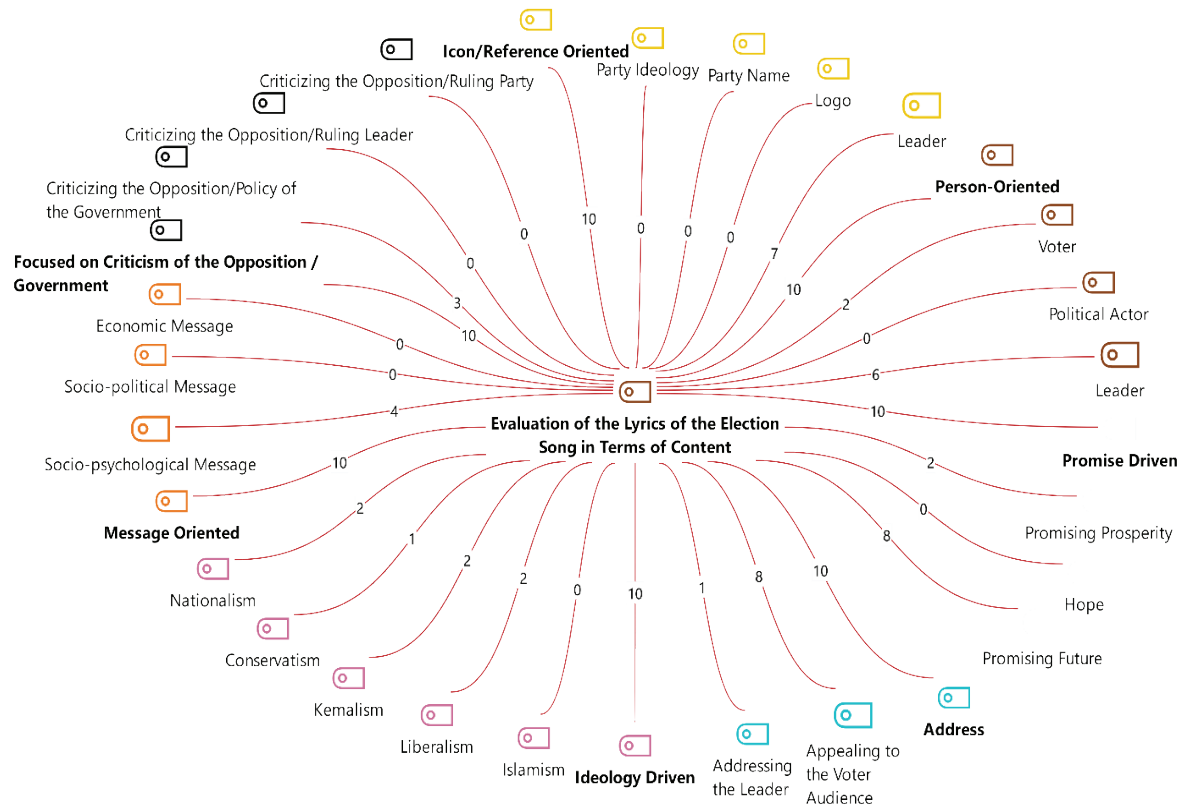 Icon/Reference Oriented
Party Ideology
Party Name
Logo
Leader
Criticizing the Opposition/Ruling Party
Criticizing the Opposition/Ruling Leader
Criticizing the Opposition/Policy of
the Government
Focused on Criticism of the Opposition /
Government
Person-Oriented
Voter
Political Actor
Leader
Economic Message
Socio-political Message
Socio-psychological Message
Message Oriented
0
10
0
0
0
7
10
2
0
6
10
0
3
10
0
0
4
10
Evaluation of the Lyrics of the Election
Song in Terms of Content
Promise Driven
2
0
8
Promising Prosperity
Hope
Promising Future
2
1
2
2
0
10
1
8
10
Nationalism
Conservatism
Kemalism
Liberalism
Islamism
Ideology Driven
Addressing
the Leader
Appealing to
the Voter
Audience
Address